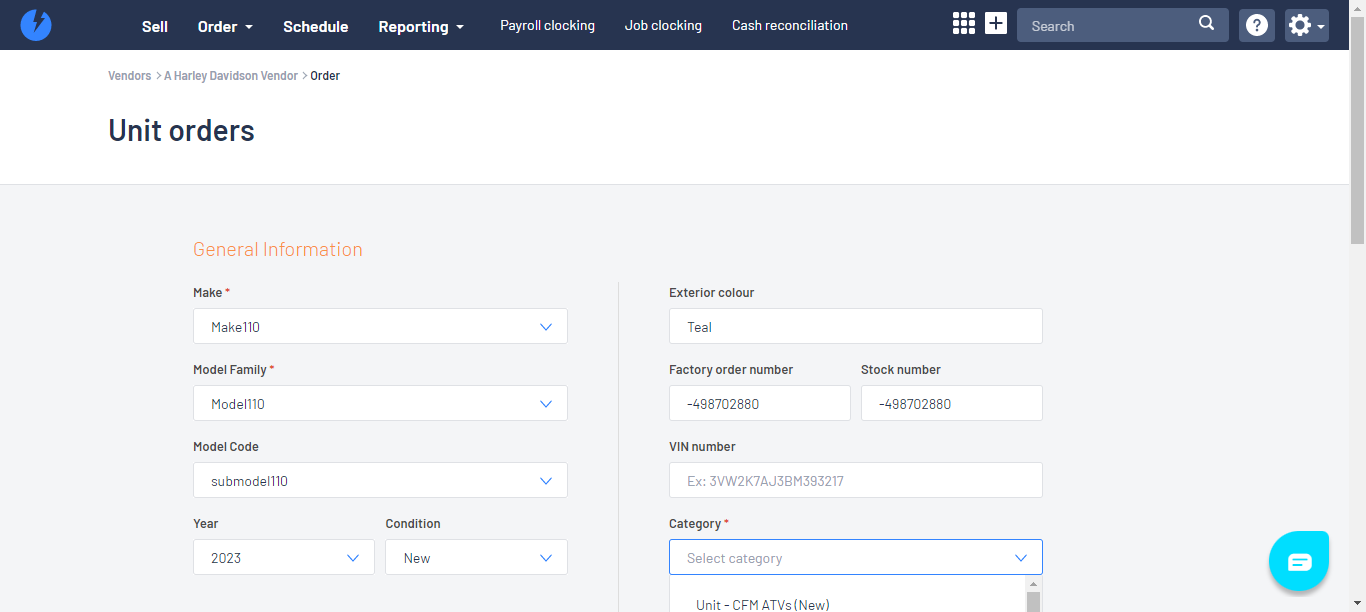 Sell Order Schedule Reporting Payroll clocking Job clocking Cash reconciliation Search
Vendors > A Harley Davidson Vendor > Order
Unit orders
General Information
Make *
Make110
Model Family *
Model110
Model Code
submodel110
Year Condition
2023 New
Exterior colour
Teal
Factory order number Stock number
-498702880 -498702880
VIN number
Ex: 3VW2K7AJ3BM393217
Category *
Select category
Unit - CFM ATVs (New)